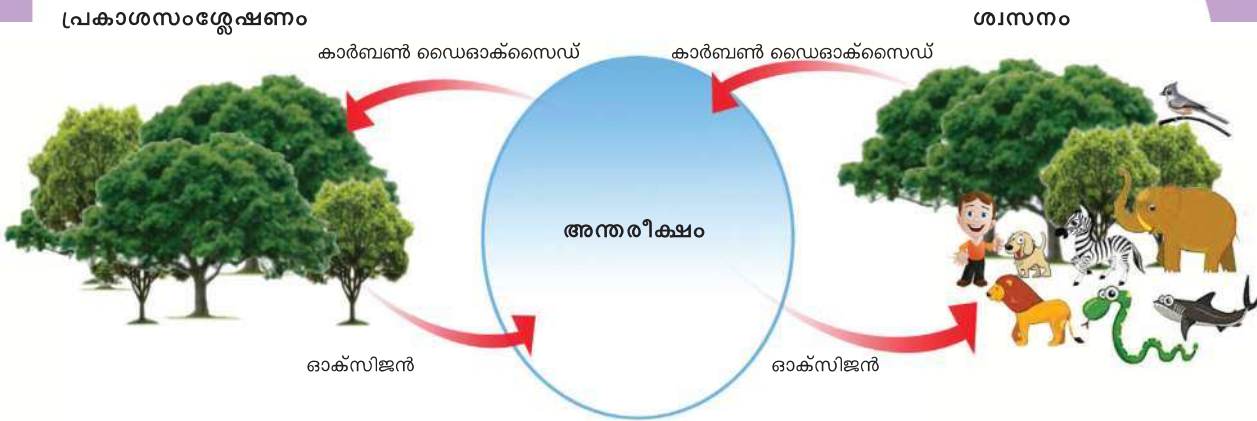 പ്രകാശസംശ്ലേഷണം
ശ്വസനം
കാർബൺ ഡൈഓക്സൈഡ്
കാർബൺ ഡൈഓക്സൈഡ്
അന്തരീക്ഷം
ഓക്സിജൻ
ഓക്സിജൻ